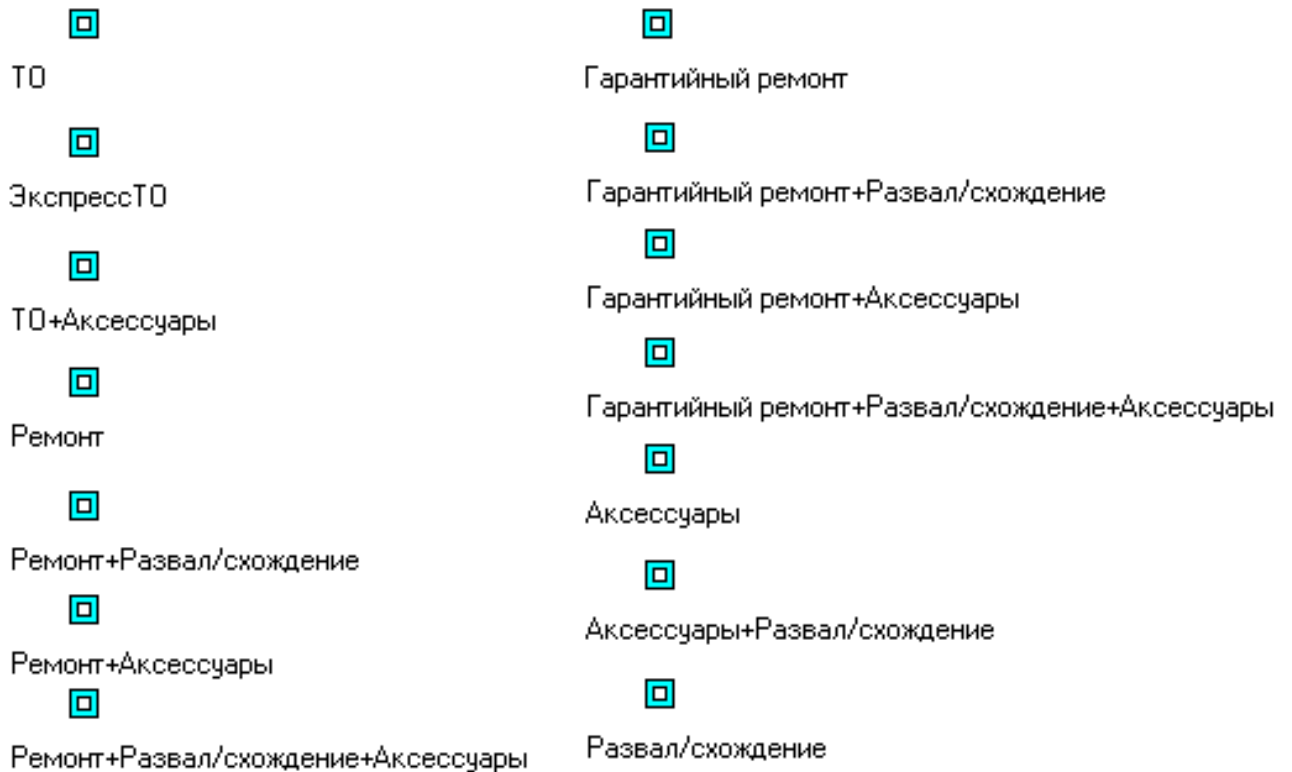 ТО
ЭкспрессТО
ТО+Аксессуары
Ремонт
Ремонт+Развал/схождение
Ремонт+Аксессуары
Ремонт+Развал/схождение+Аксессуары
Гарантийный ремонт
Гарантийный ремонт+Развал/схождение
Гарантийный ремонт+Аксессуары
Гарантийный ремонт+Развал/схождение+Аксессуары
Аксессуары
Аксессуары+Развал/схождение
Развал/схождение